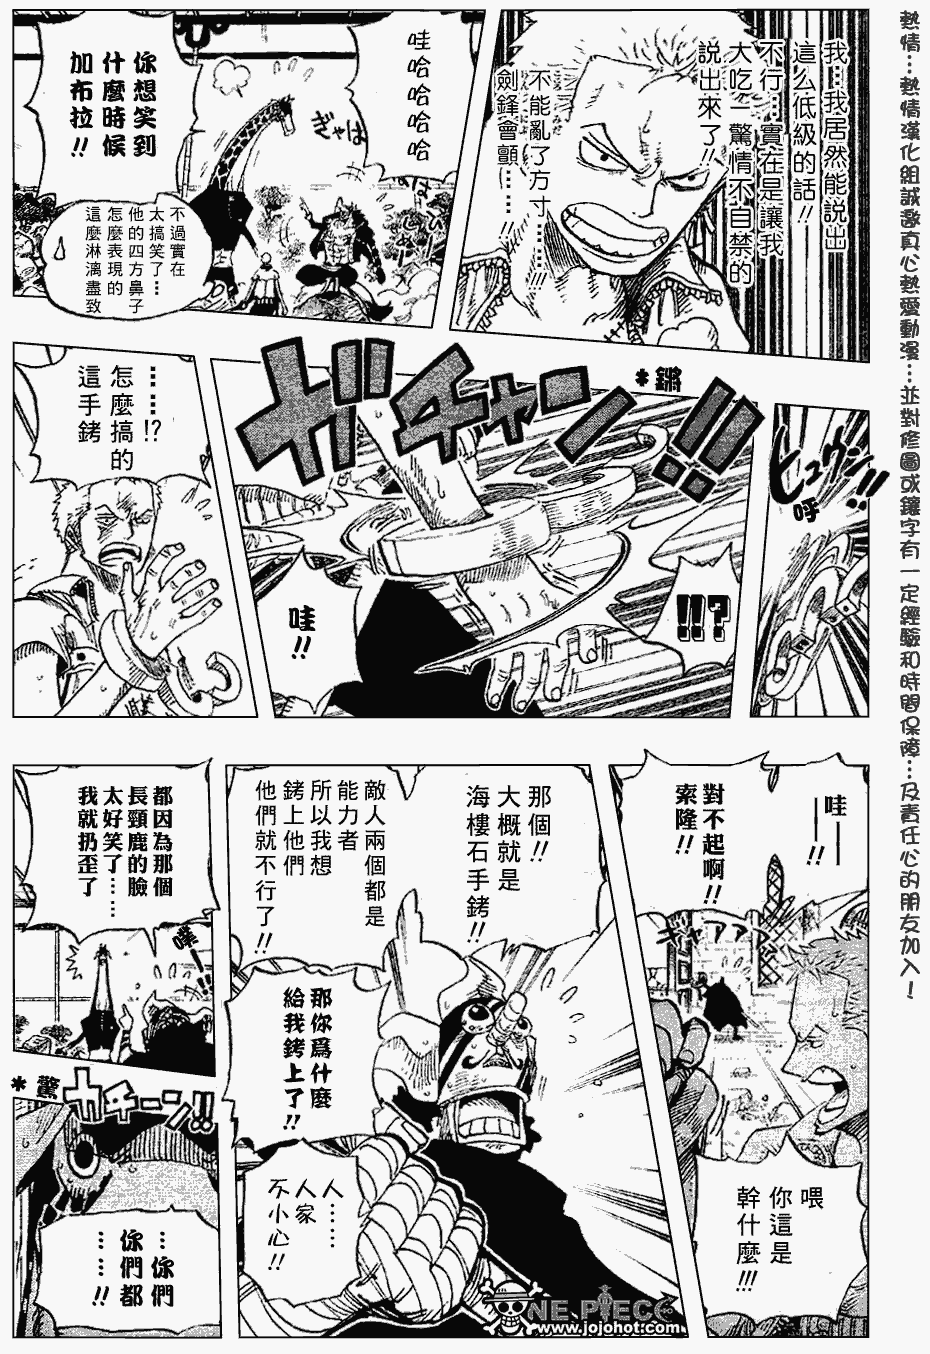 我…我居然能說出
這么低級的話!!
不行…實在是讓我
大吃一驚情不自禁的
說出來了!!
不能亂了方寸……
劍鋒會顫……!!
哇哈哈哈哈
你想笑到
什麼時候
加布拉!!
ぎゃはは
不過實在
太搞笑了…
他的四方鼻子
怎麼表現的
這麼淋漓盡致
ヒュウン!!
呼
!!?
ガチャン!!
*鏘
哇!!
……!?
怎麼搞的
這手銬
哇——
——!!
對不起啊!!
索隆!!
ギャアアア
喂
你這是
幹什麼!!!
那個!!
大概就是
海樓石手銬!!
敵人兩個都是
能力者
所以我想
銬上他們
他們就不行了!!
那你爲什麼
給我銬上了!!
人……
人家
不小心!!
都因為那個
長頸鹿的臉
太好笑了……
我就扔歪了
噗!!
ガチーン!!
*驚
…你們
你們都
……!!
ONE PIECE
www.jojohot.com
熱情…熱情漢化組誠邀真心熱愛動漫…並對修圖或鑲字有一定經驗和時間保障…及責任心的朋友加入!